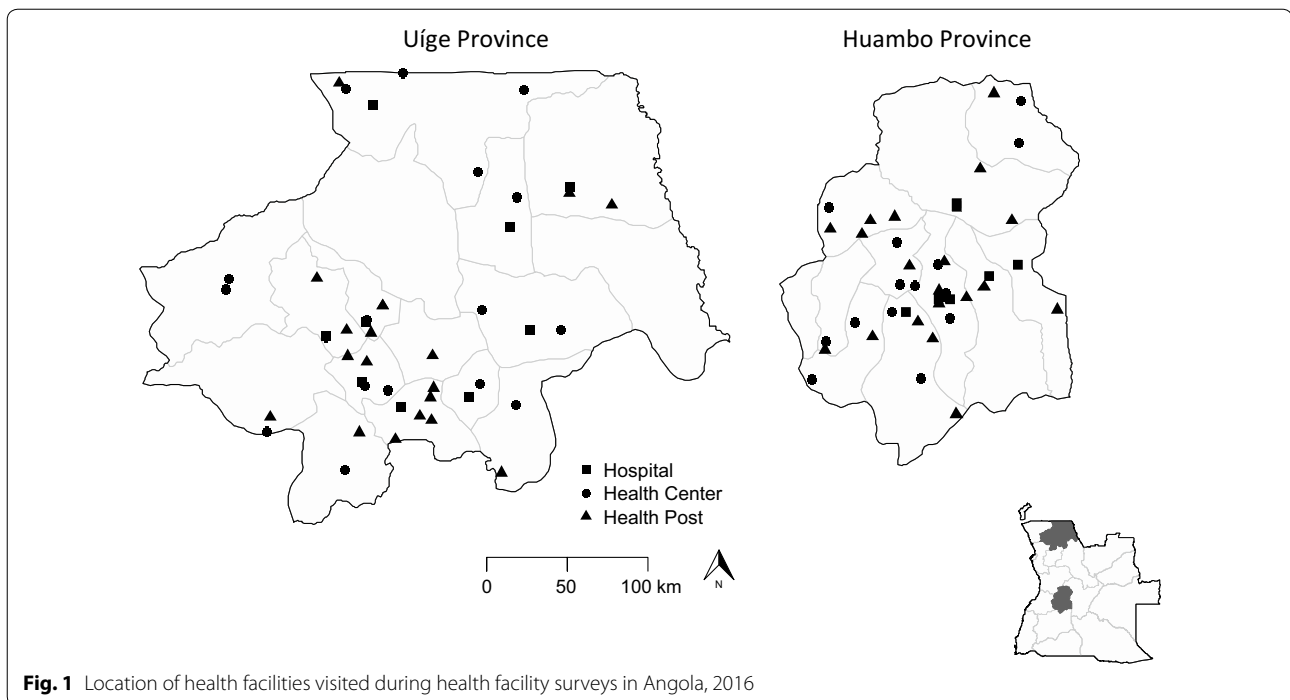 Uíge Province
Huambo Province
Hospital
Health Center
Health Post
0 50 100 km
N
Fig. 1 Location of health facilities visited during health facility surveys in Angola, 2016